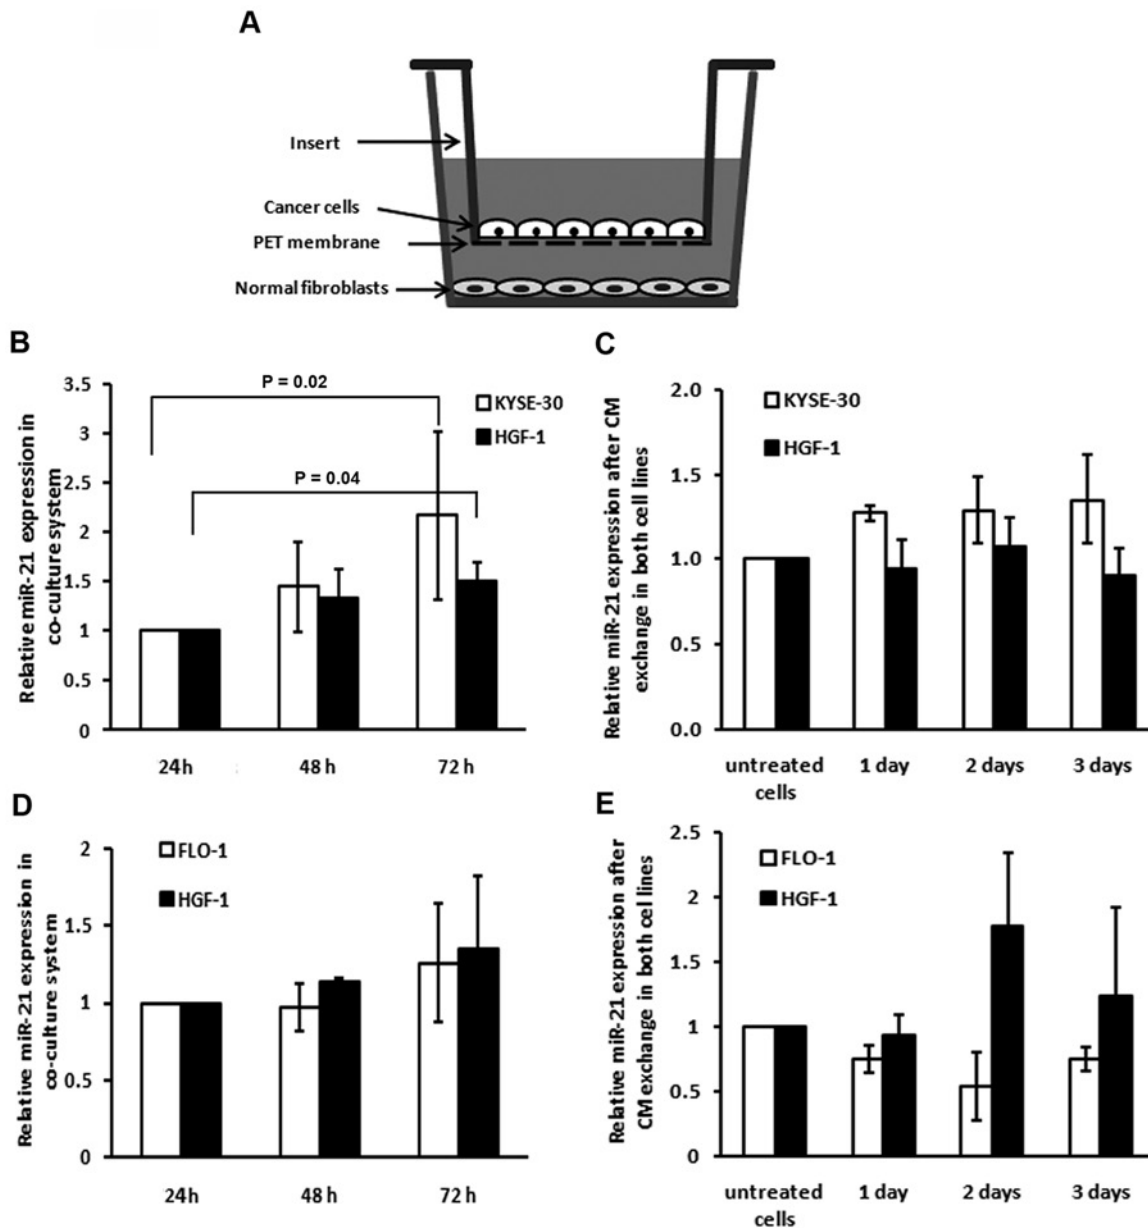 A
Insert
Cancer cells
PET membrane
Normal fibroblasts
B
Relative miR-21 expression in
co-culture system
3.5
3
2.5
2
1.5
1
0.5
0
P = 0.02
P = 0.04
KYSE-30
HGF-1
24h
48 h
72 h
C
Relative miR-21 expression after CM
exchange in both cell lines
2.0
1.5
1.0
0.5
0.0
KYSE-30
HGF-1
untreated
cells
1 day
2 days
3 days
D
Relative miR-21 expression in
co-culture system
2
1.5
1
0.5
0
FLO-1
HGF-1
24h
48 h
72 h
E
Relative miR-21 expression after
CM exchange in both cel lines
2.5
2
1.5
1
0.5
0
FLO-1
HGF-1
untreated
cells
1 day
2 days
3 days